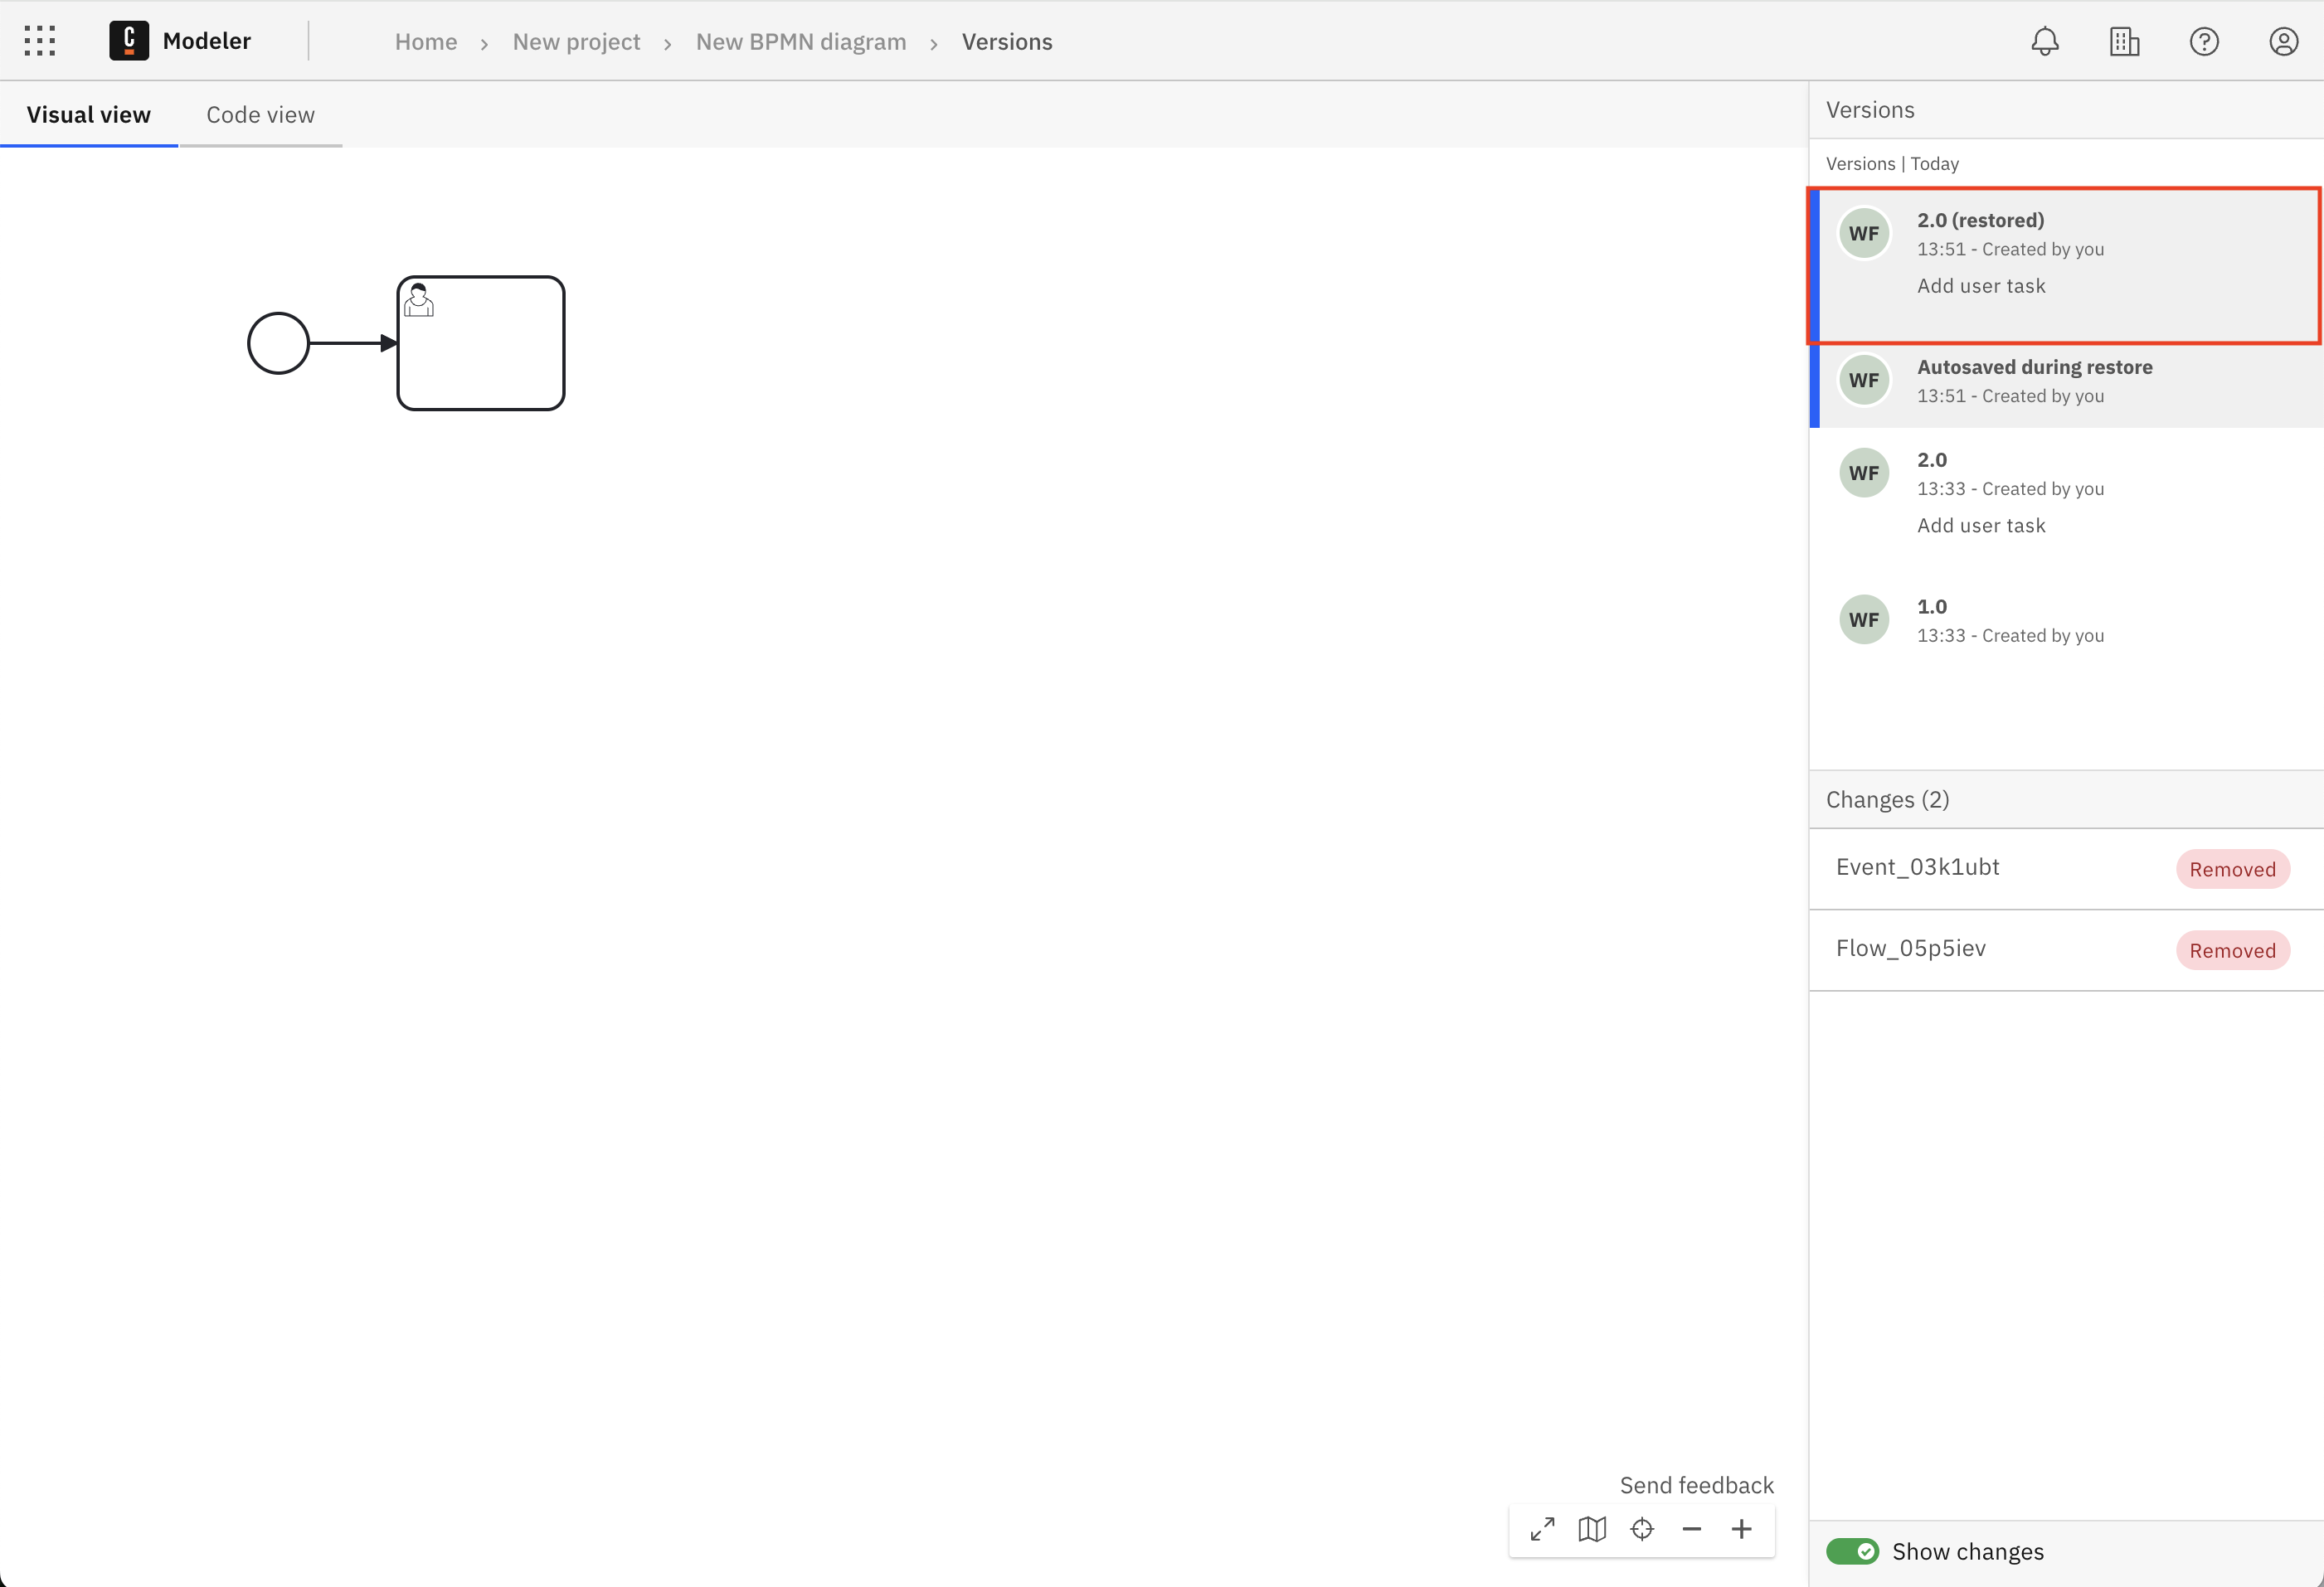 Modeler
Home > New project > New BPMN diagram > Versions
Visual view
Code view
Versions
Versions | Today
WF
2.0 (restored)
13:51 - Created by you
Add user task
WF
Autosaved during restore
13:51 - Created by you
WF
2.0
13:33 - Created by you
Add user task
WF
1.0
13:33 - Created by you
Changes (2)
Event_03k1ubt
Removed
Flow_05p5iev
Removed
Send feedback
Show changes